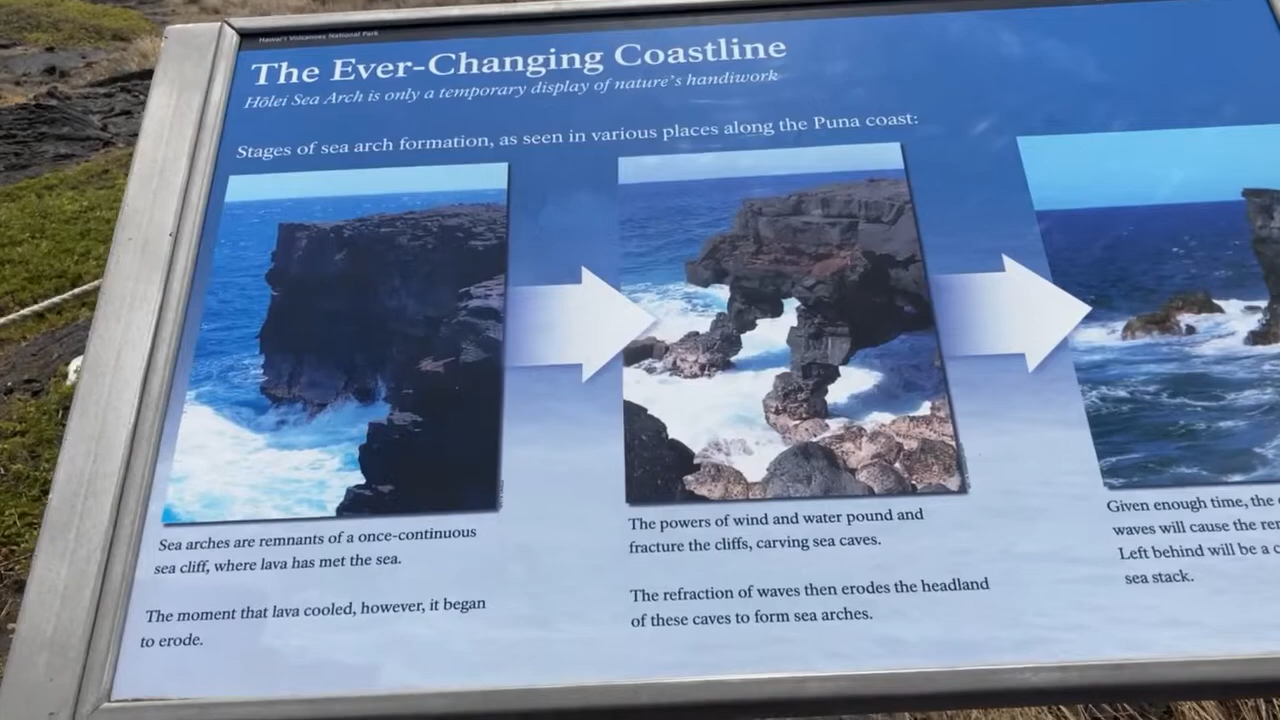 Hawai'i Volcanoes National Park
The Ever-Changing Coastline
Hōlei Sea Arch is only a temporary display of nature's handiwork
Stages of sea arch formation, as seen in various places along the Puna coast:
Sea arches are remnants of a once-continuous
sea cliff, where lava has met the sea.
The moment that lava cooled, however, it began
to erode.
The powers of wind and water pound and
fracture the cliffs, carving sea caves.
The refraction of waves then erodes the headland
of these caves to form sea arches.
Given enough time, the
waves will cause the
Left behind will be a
sea stack.